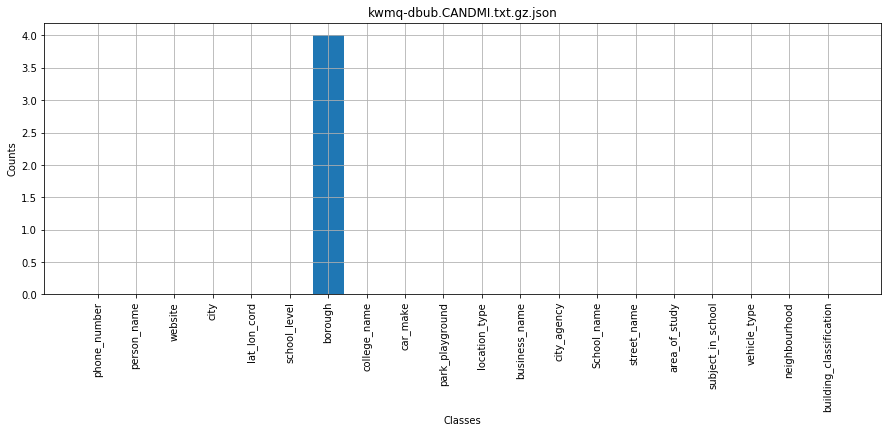 kwmq-dbub.CANDMI.txt.gz.json
Counts
4.0
3.5
3.0
2.5
2.0
1.5
1.0
0.5
0.0
phone_number
person_name
website
city
lat_lon_cord
school_level
borough
college_name
car_make
park_playground
location_type
business_name
city_agency
School_name
street_name
area_of_study
subject_in_school
vehicle_type
neighbourhood
building_classification
Classes